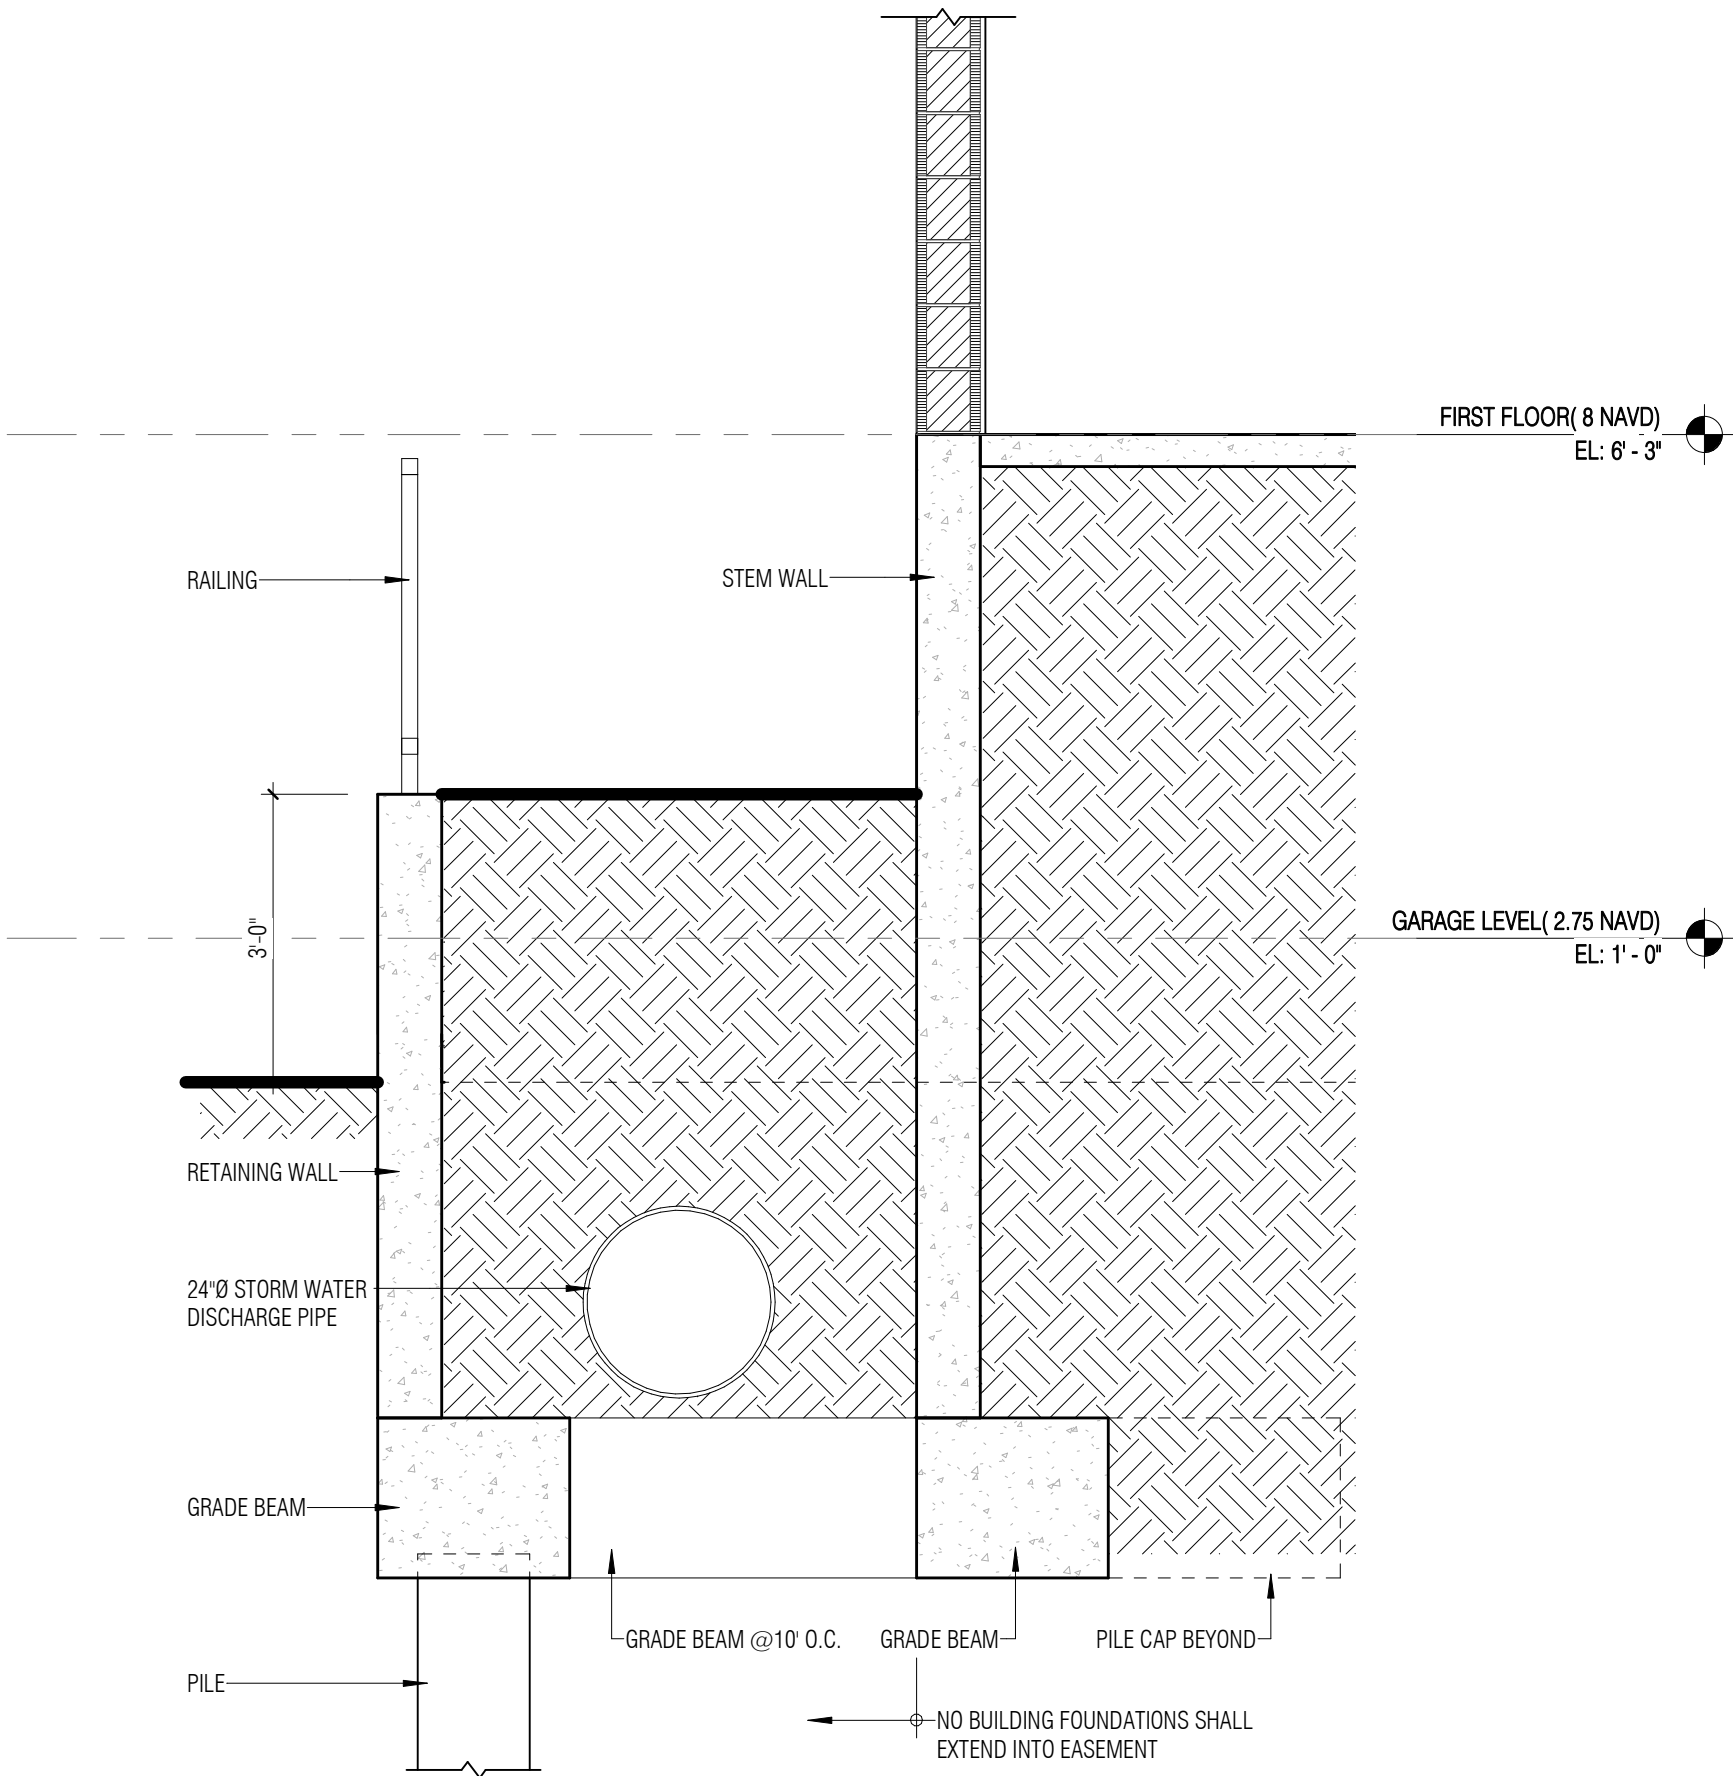 FIRST FLOOR( 8 NAVD)
EL: 6' - 3"
RAILING
STEM WALL
3'-0"
GARAGE LEVEL( 2.75 NAVD)
EL: 1' - 0"
RETAINING WALL
24"Ø STORM WATER
DISCHARGE PIPE
GRADE BEAM
GRADE BEAM @10' O.C.
GRADE BEAM
PILE CAP BEYOND
PILE
NO BUILDING FOUNDATIONS SHALL
EXTEND INTO EASEMENT